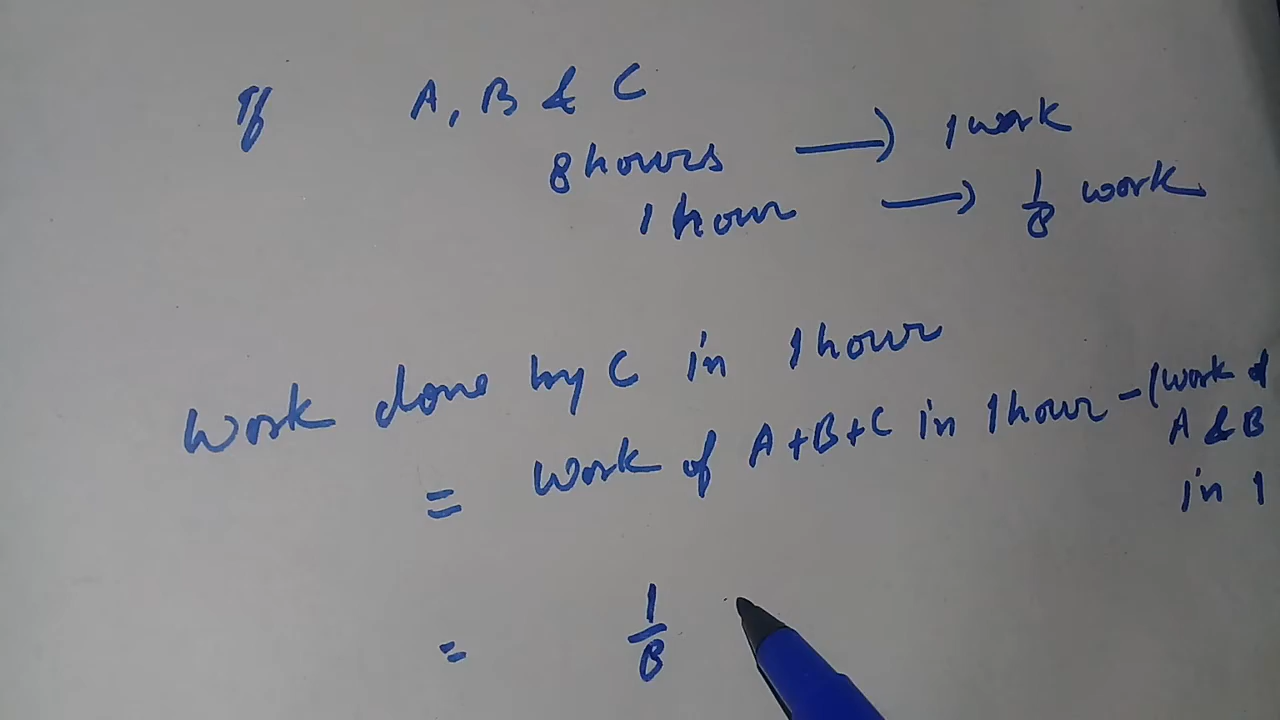 If A, B & C
8 hours → 1 work
1 hour → 1/8 work
Work done by C in 1 hour
= Work of A+B+C in 1 hour - (work of
A & B
in 1
= 1/8